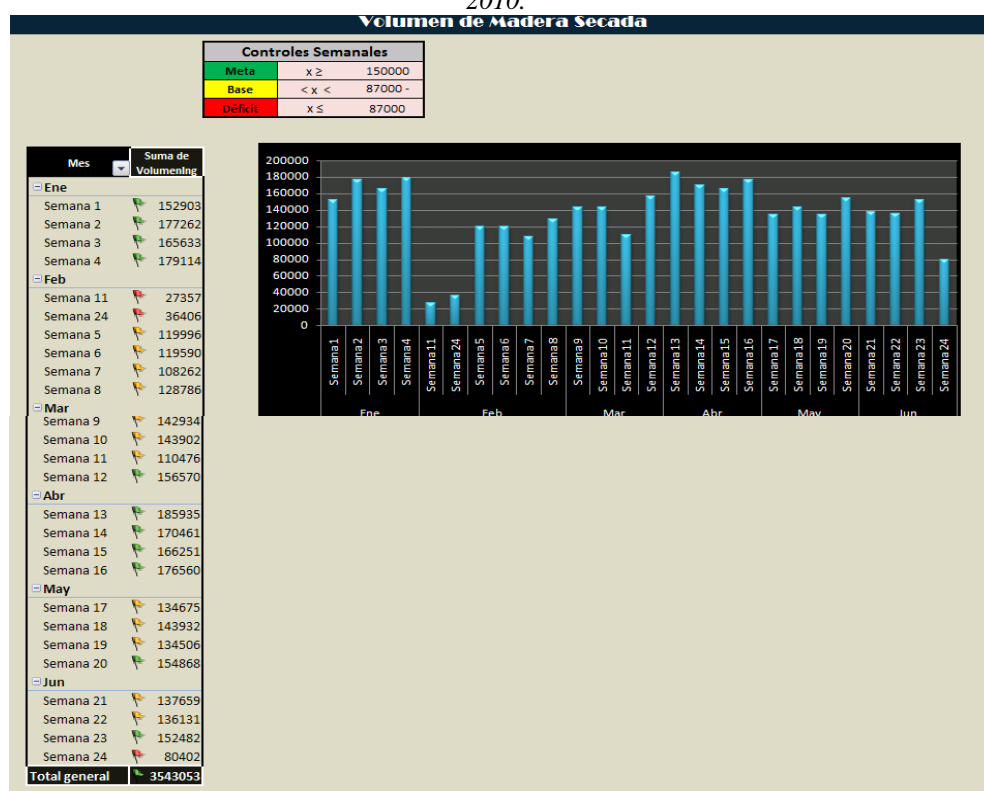 2010.
Volumen de Madera Secada
Controles Semanales
Meta x ≥ 150000
Base < x < 87000 -
Déficit x ≤ 87000
Mes Suma de VolumenIng
Ene
Semana 1 152903
Semana 2 177262
Semana 3 165633
Semana 4 179114
Feb
Semana 11 27357
Semana 24 36406
Semana 5 119996
Semana 6 119590
Semana 7 108262
Semana 8 128786
Mar
Semana 9 142934
Semana 10 143902
Semana 11 110476
Semana 12 156570
Abr
Semana 13 185935
Semana 14 170461
Semana 15 166251
Semana 16 176560
May
Semana 17 134675
Semana 18 143932
Semana 19 134506
Semana 20 154868
Jun
Semana 21 137659
Semana 22 136131
Semana 23 152482
Semana 24 80402
Total general 3543053
200000
180000
160000
140000
120000
100000
80000
60000
40000
20000
0
Semana1
Semana2
Semana3
Semana4
Semana11
Semana24
Semana5
Semana6
Semana7
Semana8
Semana9
Semana10
Semana11
Semana12
Semana13
Semana14
Semana15
Semana16
Semana17
Semana18
Semana19
Semana20
Semana21
Semana22
Semana23
Semana24
Ene Feb Mar Abr May Jun